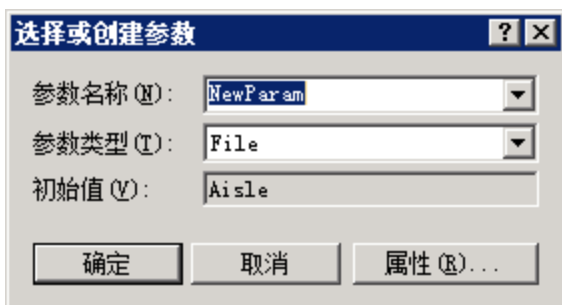 选择或创建参数
参数名称(N): NewParam
参数类型(T): File
初始值(V): Aisle
确定 取消 属性(R)...